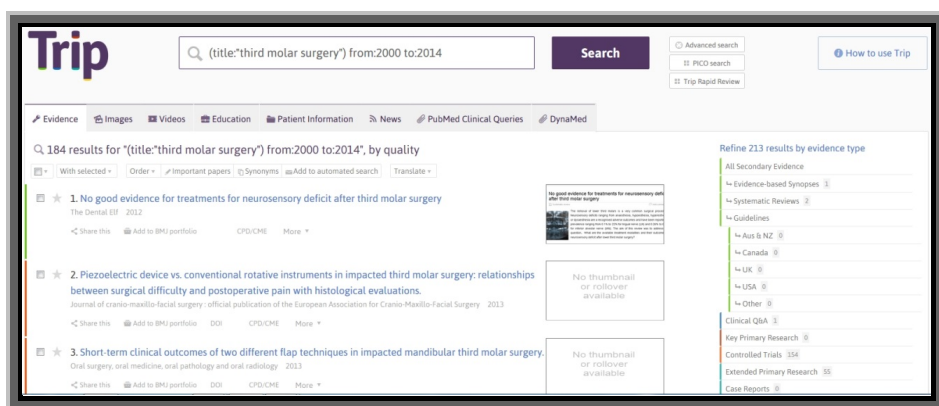 Trip
(title:"third molar surgery") from:2000 to:2014
Search
Advanced search
PICO search
Trip Rapid Review
How to use Trip
Evidence
Images
Videos
Education
Patient Information
News
PubMed Clinical Queries
DynaMed
184 results for "(title:"third molar surgery") from:2000 to:2014", by quality
With selected
Order
Important papers
Synonyms
Add to automated search
Translate
1. No good evidence for treatments for neurosensory deficit after third molar surgery
The Dental Elf 2012
Share this Add to BMJ portfolio CPD/CME More
No good evidence for treatments for neurosensory defi
after third molar surgery
2. Piezoelectric device vs. conventional rotative instruments in impacted third molar surgery: relationships
between surgical difficulty and postoperative pain with histological evaluations.
Journal of cranio-maxillo-facial surgery : official publication of the European Association for Cranio-Maxillo-Facial Surgery 2013
Share this Add to BMJ portfolio DOI CPD/CME More
No thumbnail
or rollover
available
3. Short-term clinical outcomes of two different flap techniques in impacted mandibular third molar surgery.
Oral surgery, oral medicine, oral pathology and oral radiology 2013
Share this Add to BMJ portfolio DOI CPD/CME More
No thumbnail
or rollover
available
Refine 213 results by evidence type
All Secondary Evidence
Evidence-based Synopses 1
Systematic Reviews 2
Guidelines
Aus & NZ 0
Canada 0
UK 0
USA 0
Other 0
Clinical Q&A 1
Key Primary Research 0
Controlled Trials 154
Extended Primary Research 55
Case Reports 0